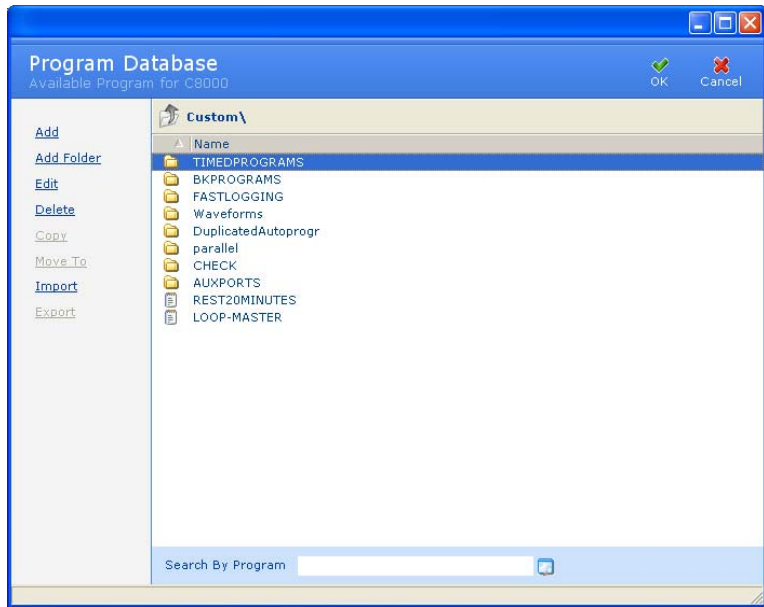 Program Database
Available Program for C8000
OK
Cancel
Add
Add Folder
Edit
Delete
Copy
Move To
Import
Export
Custom\
Name
TIMEDPROGRAMS
BKPROGRAMS
FASTLOGGING
Waveforms
DuplicatedAutoprogr
parallel
CHECK
AUXPORTS
REST20MINUTES
LOOP-MASTER
Search By Program